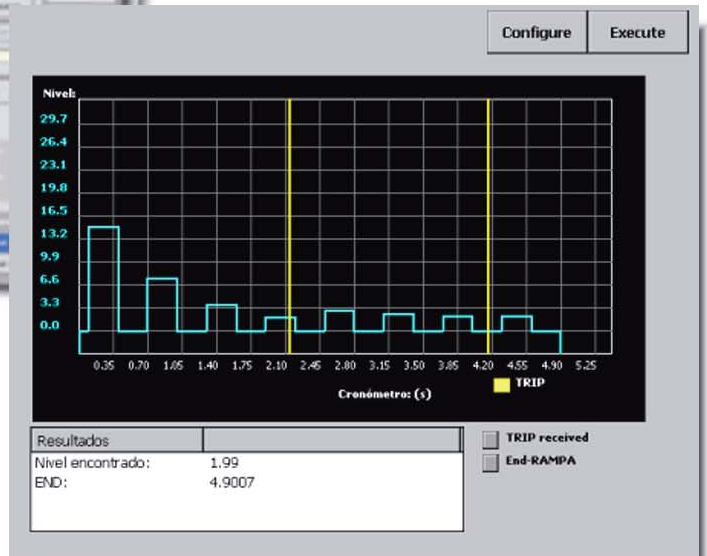 Configure Execute
Nivel:
29.7
26.4
23.1
19.8
16.5
13.2
9.9
6.6
3.3
0.0
0.35 0.70 1.05 1.40 1.75 2.10 2.45 2.80 3.15 3.50 3.85 4.20 4.55 4.90 5.25
TRIP
Cronómetro: (s)
Resultados
Nivel encontrado: 1.99
END: 4.9007
TRIP received
End-RAMPA